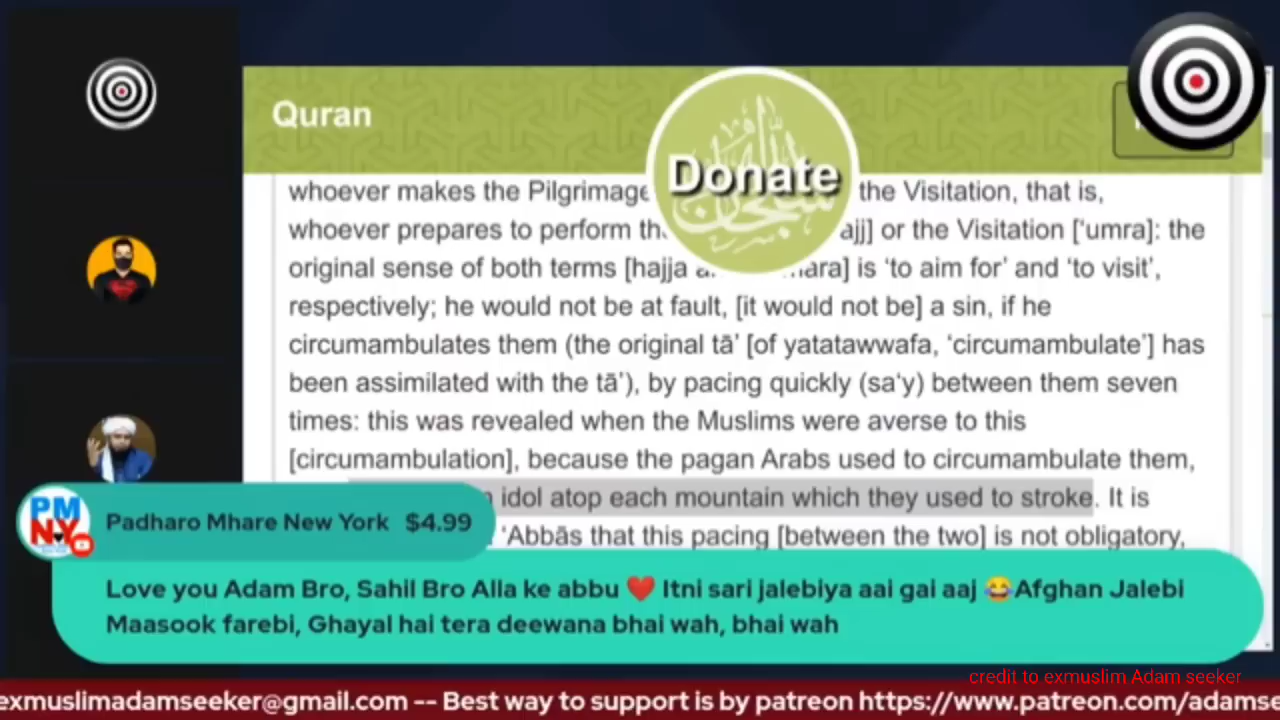 Quran
Donate
whoever makes the Pilgrimage the Visitation, that is,
whoever prepares to perform ajj] or the Visitation [‘umra]: the
original sense of both terms [hajja is ‘to aim for’ and ‘to visit’,
respectively; he would not be at fault, [it would not be] a sin, if he
circumambulates them (the original tā’ [of yatatawwafa, ‘circumambulate’] has
been assimilated with the tā’), by pacing quickly (sa‘y) between them seven
times: this was revealed when the Muslims were averse to this
[circumambulation], because the pagan Arabs used to circumambulate them,
idol atop each mountain which they used to stroke. It is
‘Abbās that this pacing [between the two] is not obligatory,
PM
NY
Padharo Mhare New York $4.99
Love you Adam Bro, Sahil Bro Alla ke abbu ❤️ Itni sari jalebiya aai gai aaj 😂Afghan Jalebi
Maasook farebi, Ghayal hai tera deewana bhai wah, bhai wah
credit to exmuslim Adam seeker
exmuslimadamseeker@gmail.com -- Best way to support is by patreon https://www.patreon.com/adamse